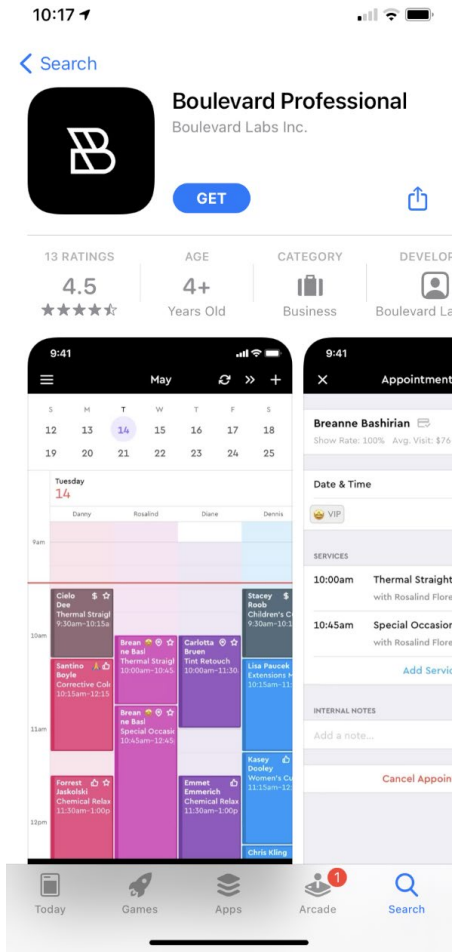 10:17
Search
Boulevard Professional
Boulevard Labs Inc.
GET
13 RATINGS
4.5
AGE
4+
Years Old
CATEGORY
Business
DEVELOP
Boulevard La
9:41
May
S M T W T F S
12 13 14 15 16 17 18
19 20 21 22 23 24 25
Tuesday
14
Danny Rosalind Diane Dennis
9am
10am
11am
12pm
Cielo $
Dee
Thermal Straigh
9:30am-10:15a
Santino
Boyle
Corrective Colo
10:15am-12:15
Forrest
Jaskolski
Chemical Relax
11:30am-1:00p
Brean
ne Basl
Thermal Straigh
10:00am-10:45
Brean
ne Basl
Special Occasio
10:45am-12:45
Carlotta
Bruen
Tint Retouch
10:00am-11:30
Emmet
Emmerich
Chemical Relax
11:30am-1:00p
Stacey $
Roob
Children's C
9:30am-10:1
Lisa Paucek
Extensions H
10:15am-11:
Kasey
Dooley
Women's Cu
11:15am-12:
Chris Kling
9:41
Appointment
Breanne Bashirian
Show Rate: 100% Avg. Visit: $76
Date & Time
VIP
SERVICES
10:00am Thermal Straight
with Rosalind Flore
10:45am Special Occasion
with Rosalind Flore
Add Servic
INTERNAL NOTES
Add a note...
Cancel Appoin
Today
Games
Apps
1
Arcade
Search